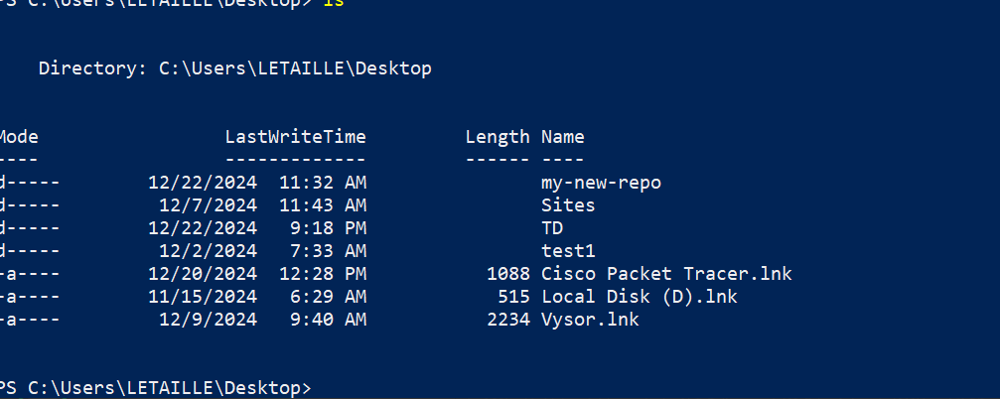 PS C:\Users\LETAILLE\Desktop> ls
Directory: C:\Users\LETAILLE\Desktop
Mode LastWriteTime Length Name
---- ------------- ------ ----
d----- 12/22/2024 11:32 AM my-new-repo
d----- 12/7/2024 11:43 AM Sites
d----- 12/22/2024 9:18 PM TD
d----- 12/2/2024 7:33 AM test1
-a---- 12/20/2024 12:28 PM 1088 Cisco Packet Tracer.lnk
-a---- 11/15/2024 6:29 AM 515 Local Disk (D).lnk
-a---- 12/9/2024 9:40 AM 2234 Vysor.lnk
PS C:\Users\LETAILLE\Desktop>